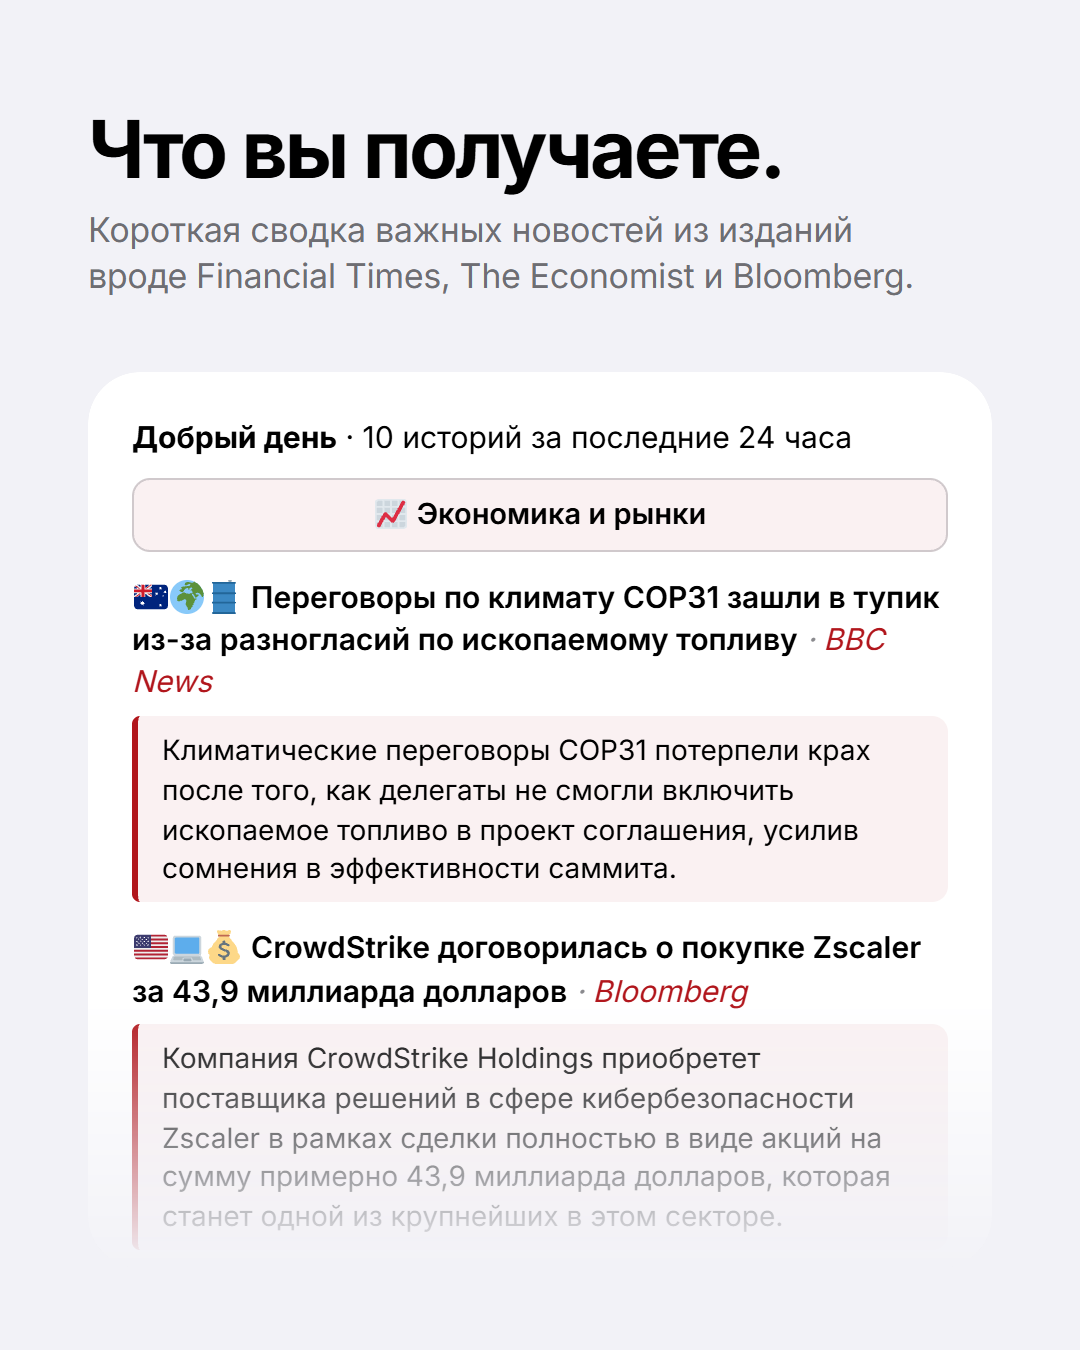 Что вы получаете.
Короткая сводка важных новостей из изданий
вроде Financial Times, The Economist и Bloomberg.
Добрый день · 10 историй за последние 24 часа
📈 Экономика и рынки
🇦🇺🌍🛢️ Переговоры по климату COP31 зашли в тупик
из-за разногласий по ископаемому топливу · BBC
News
Климатические переговоры COP31 потерпели крах
после того, как делегаты не смогли включить
ископаемое топливо в проект соглашения, усилив
сомнения в эффективности саммита.
🇺🇸💻💰 CrowdStrike договорилась о покупке Zscaler
за 43,9 миллиарда долларов · Bloomberg
Компания CrowdStrike Holdings приобретет
поставщика решений в сфере кибербезопасности
Zscaler в рамках сделки полностью в виде акций на
сумму примерно 43,9 миллиарда долларов, которая
станет одной из крупнейших в этом секторе.